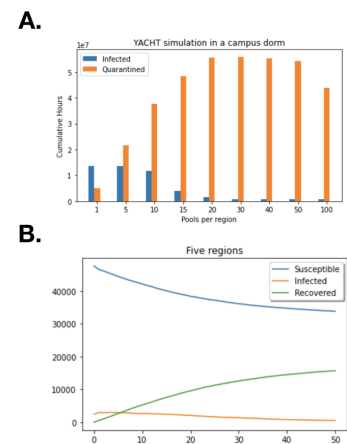 A.
YACHT simulation in a campus dorm
1e7
Infected
Quarantined
Cumulative Hours
5
4
3
2
1
0
1 5 10 15 20 30 40 50 100
Pools per region
B.
Five regions
Susceptible
Infected
Recovered
40000
30000
20000
10000
0
0 10 20 30 40 50